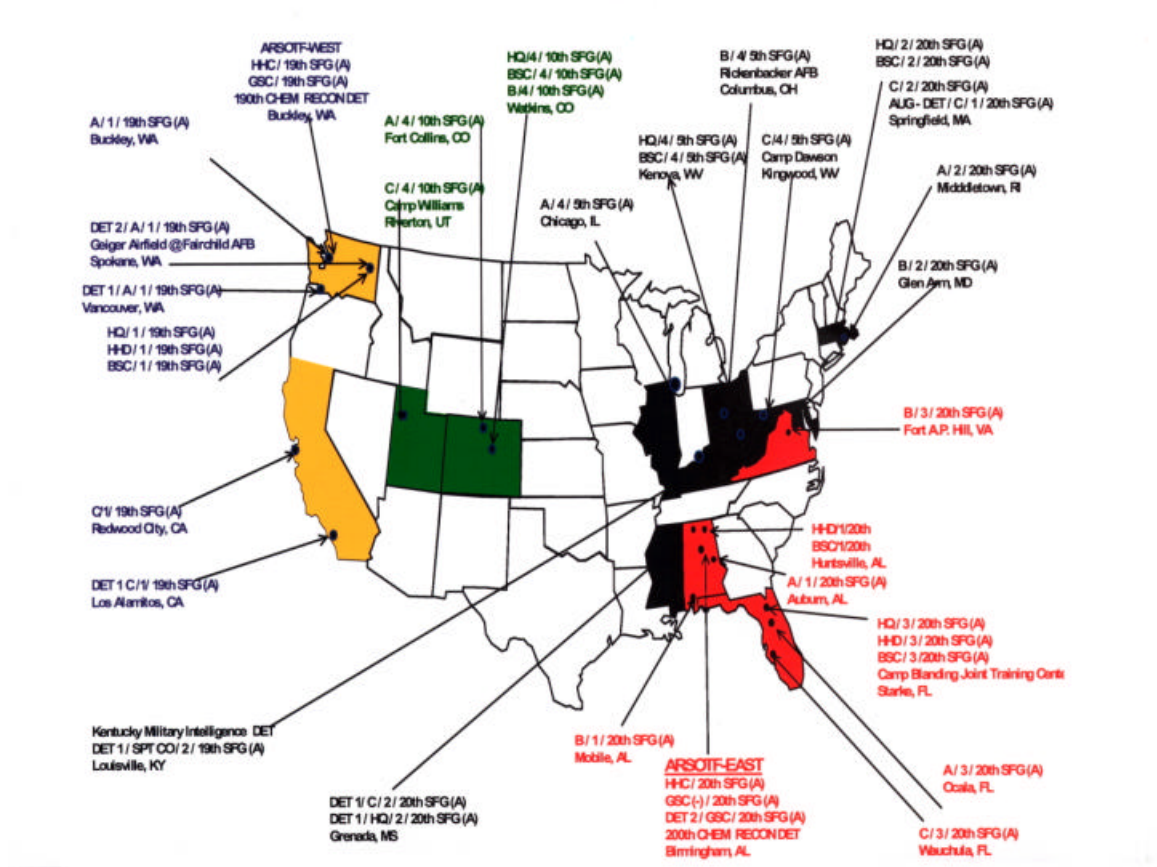 ARSOTF-WEST
HHC / 19th SFG (A)
GSC / 19th SFG (A)
190th CHEM RECON DET
Buckley, WA
A / 1 / 19th SFG (A)
Buckley, WA
DET 2 / A / 1 / 19th SFG (A)
Geiger Airfield @Fairchild AFB
Spokane, WA
DET 1 / A / 1 / 19th SFG (A)
Vancouver, WA
HQ / 1 / 19th SFG (A)
HHD / 1 / 19th SFG (A)
BSC / 1 / 19th SFG (A)
C/1/ 19th SFG (A)
Redwood City, CA
DET 1 C /1/ 19th SFG (A)
Los Alamitos, CA
A / 4 / 10th SFG (A)
Fort Collins, CO
C / 4 / 10th SFG (A)
Camp Williams
Riverton, UT
HQ/4 / 10th SFG (A)
BSC / 4 / 10th SFG (A)
B /4 / 10th SFG (A)
Watkins, CO
A / 4 / 5th SFG (A)
Chicago, IL
HQ /4 / 5th SFG (A)
BSC / 4 / 5th SFG (A)
Kenova, WV
B / 4/ 5th SFG (A)
Rickenbacker AFB
Columbus, OH
C /4 / 5th SFG (A)
Camp Dawson
Kingwood, WV
HQ / 2 / 20th SFG (A)
BSC / 2 / 20th SFG (A)
C / 2 / 20th SFG (A)
AUG - DET / C / 1 / 20th SFG (A)
Springfield, MA
A / 2 / 20th SFG (A)
Midddletown, RI
B / 2 / 20th SFG (A)
Glen Arm, MD
B / 3 / 20th SFG (A)
Fort A.P. Hill, VA
HHD/1/20th
BSC/1/20th
Huntsville, AL
A / 1 / 20th SFG (A)
Auburn, AL
HQ / 3 / 20th SFG (A)
HHD / 3 / 20th SFG (A)
BSC / 3 /20th SFG (A)
Camp Blanding Joint Training Cente
Starke, FL
A / 3 / 20th SFG (A)
Ocala, FL
C / 3 / 20th SFG (A)
Wauchula, FL
B / 1 / 20th SFG (A)
Mobile, AL
ARSOTF-EAST
HHC / 20th SFG (A)
GSC (-) / 20th SFG (A)
DET 2 / GSC / 20th SFG (A)
200th CHEM RECON DET
Birmingham, AL
Kentucky Military Intelligence DET
DET 1 / SPT CO / 2 / 19th SFG (A)
Louisville, KY
DET 1/ C / 2 / 20th SFG (A)
DET 1 / HQ / 2 / 20th SFG (A)
Grenada, MS